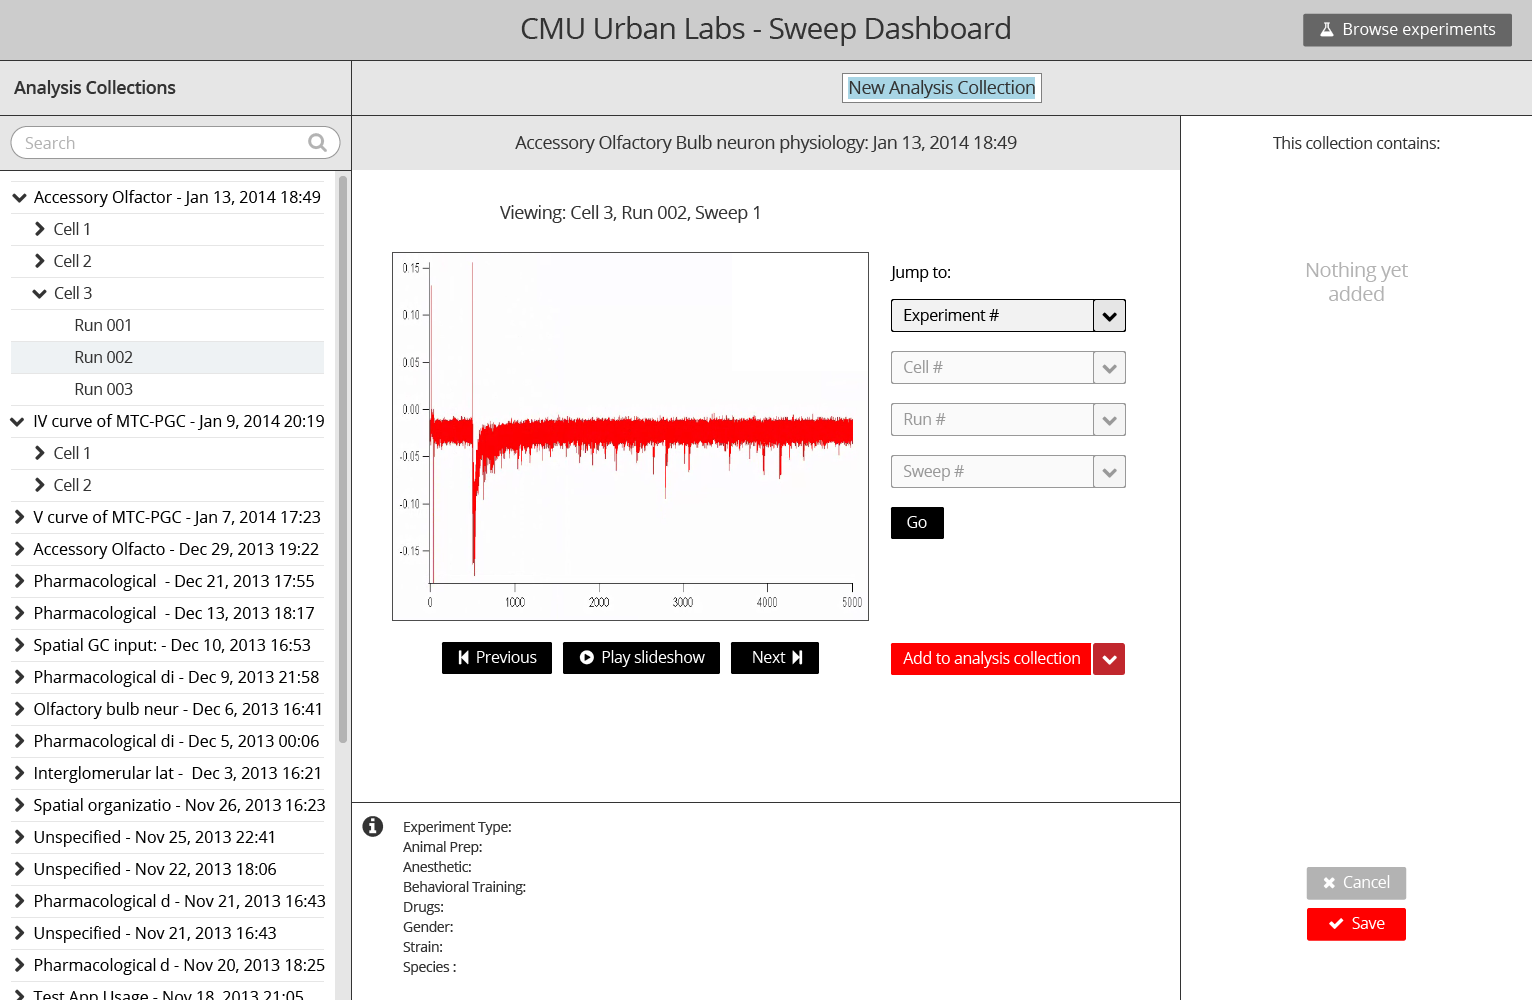 CMU Urban Labs - Sweep Dashboard
Browse experiments
Analysis Collections
New Analysis Collection
Search
Accessory Olfactor - Jan 13, 2014 18:49
Cell 1
Cell 2
Cell 3
Run 001
Run 002
Run 003
IV curve of MTC-PGC - Jan 9, 2014 20:19
Cell 1
Cell 2
V curve of MTC-PGC - Jan 7, 2014 17:23
Accessory Olfacto - Dec 29, 2013 19:22
Pharmacological  - Dec 21, 2013 17:55
Pharmacological  - Dec 13, 2013 18:17
Spatial GC input: - Dec 10, 2013 16:53
Pharmacological di - Dec 9, 2013 21:58
Olfactory bulb neur - Dec 6, 2013 16:41
Pharmacological di - Dec 5, 2013 00:06
Interglomerular lat -  Dec 3, 2013 16:21
Spatial organizatio - Nov 26, 2013 16:23
Unspecified - Nov 25, 2013 22:41
Unspecified - Nov 22, 2013 18:06
Pharmacological d - Nov 21, 2013 16:43
Unspecified - Nov 21, 2013 16:43
Pharmacological d - Nov 20, 2013 18:25
Test App Usage - Nov 18, 2013 21:05
Accessory Olfactory Bulb neuron physiology: Jan 13, 2014 18:49
Viewing: Cell 3, Run 002, Sweep 1
0.15
0.10
0.05
0.00
-0.05
-0.10
-0.15
0 1000 2000 3000 4000 5000
Previous
Play slideshow
Next
Jump to:
Experiment #
Cell #
Run #
Sweep #
Go
Add to analysis collection
Experiment Type:
Animal Prep:
Anesthetic:
Behavioral Training:
Drugs:
Gender:
Strain:
Species :
This collection contains:
Nothing yet
added
Cancel
Save